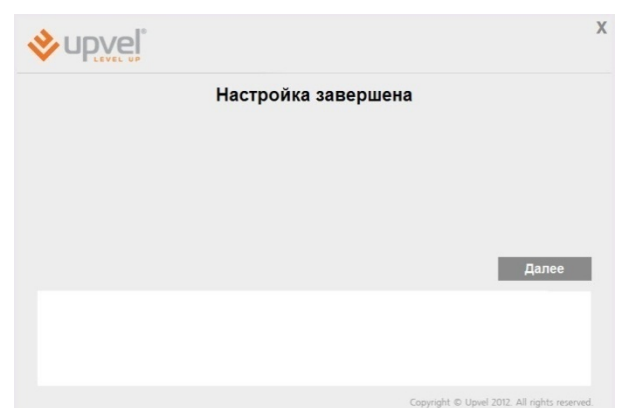 X
upvel
LEVEL UP
Настройка завершена
Далее
Copyright © Upvel 2012. All rights reserved.